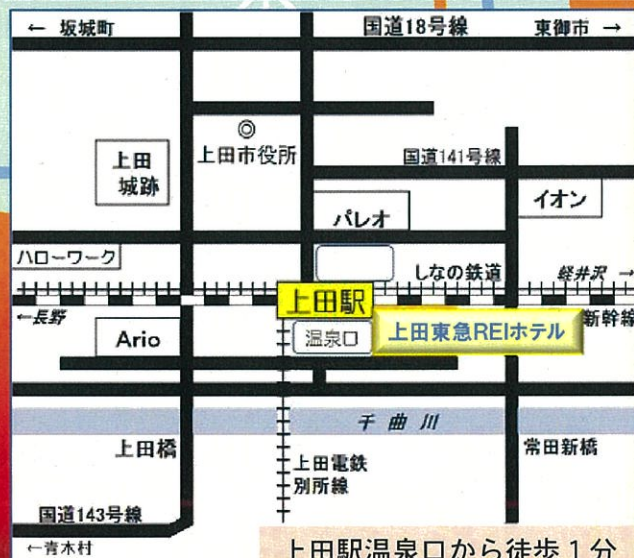 ← 坂城町
国道18号線
東御市 →
◎
上田市役所
国道141号線
上田
城跡
イオン
パレオ
ハローワーク
しなの鉄道
軽井沢 →
上田駅
←長野
新幹線
Ario
温泉口
上田東急REIホテル
千曲川
上田橋
常田新橋
上田電鉄
別所線
国道143号線
←青木村
上田駅温泉口から徒歩1分